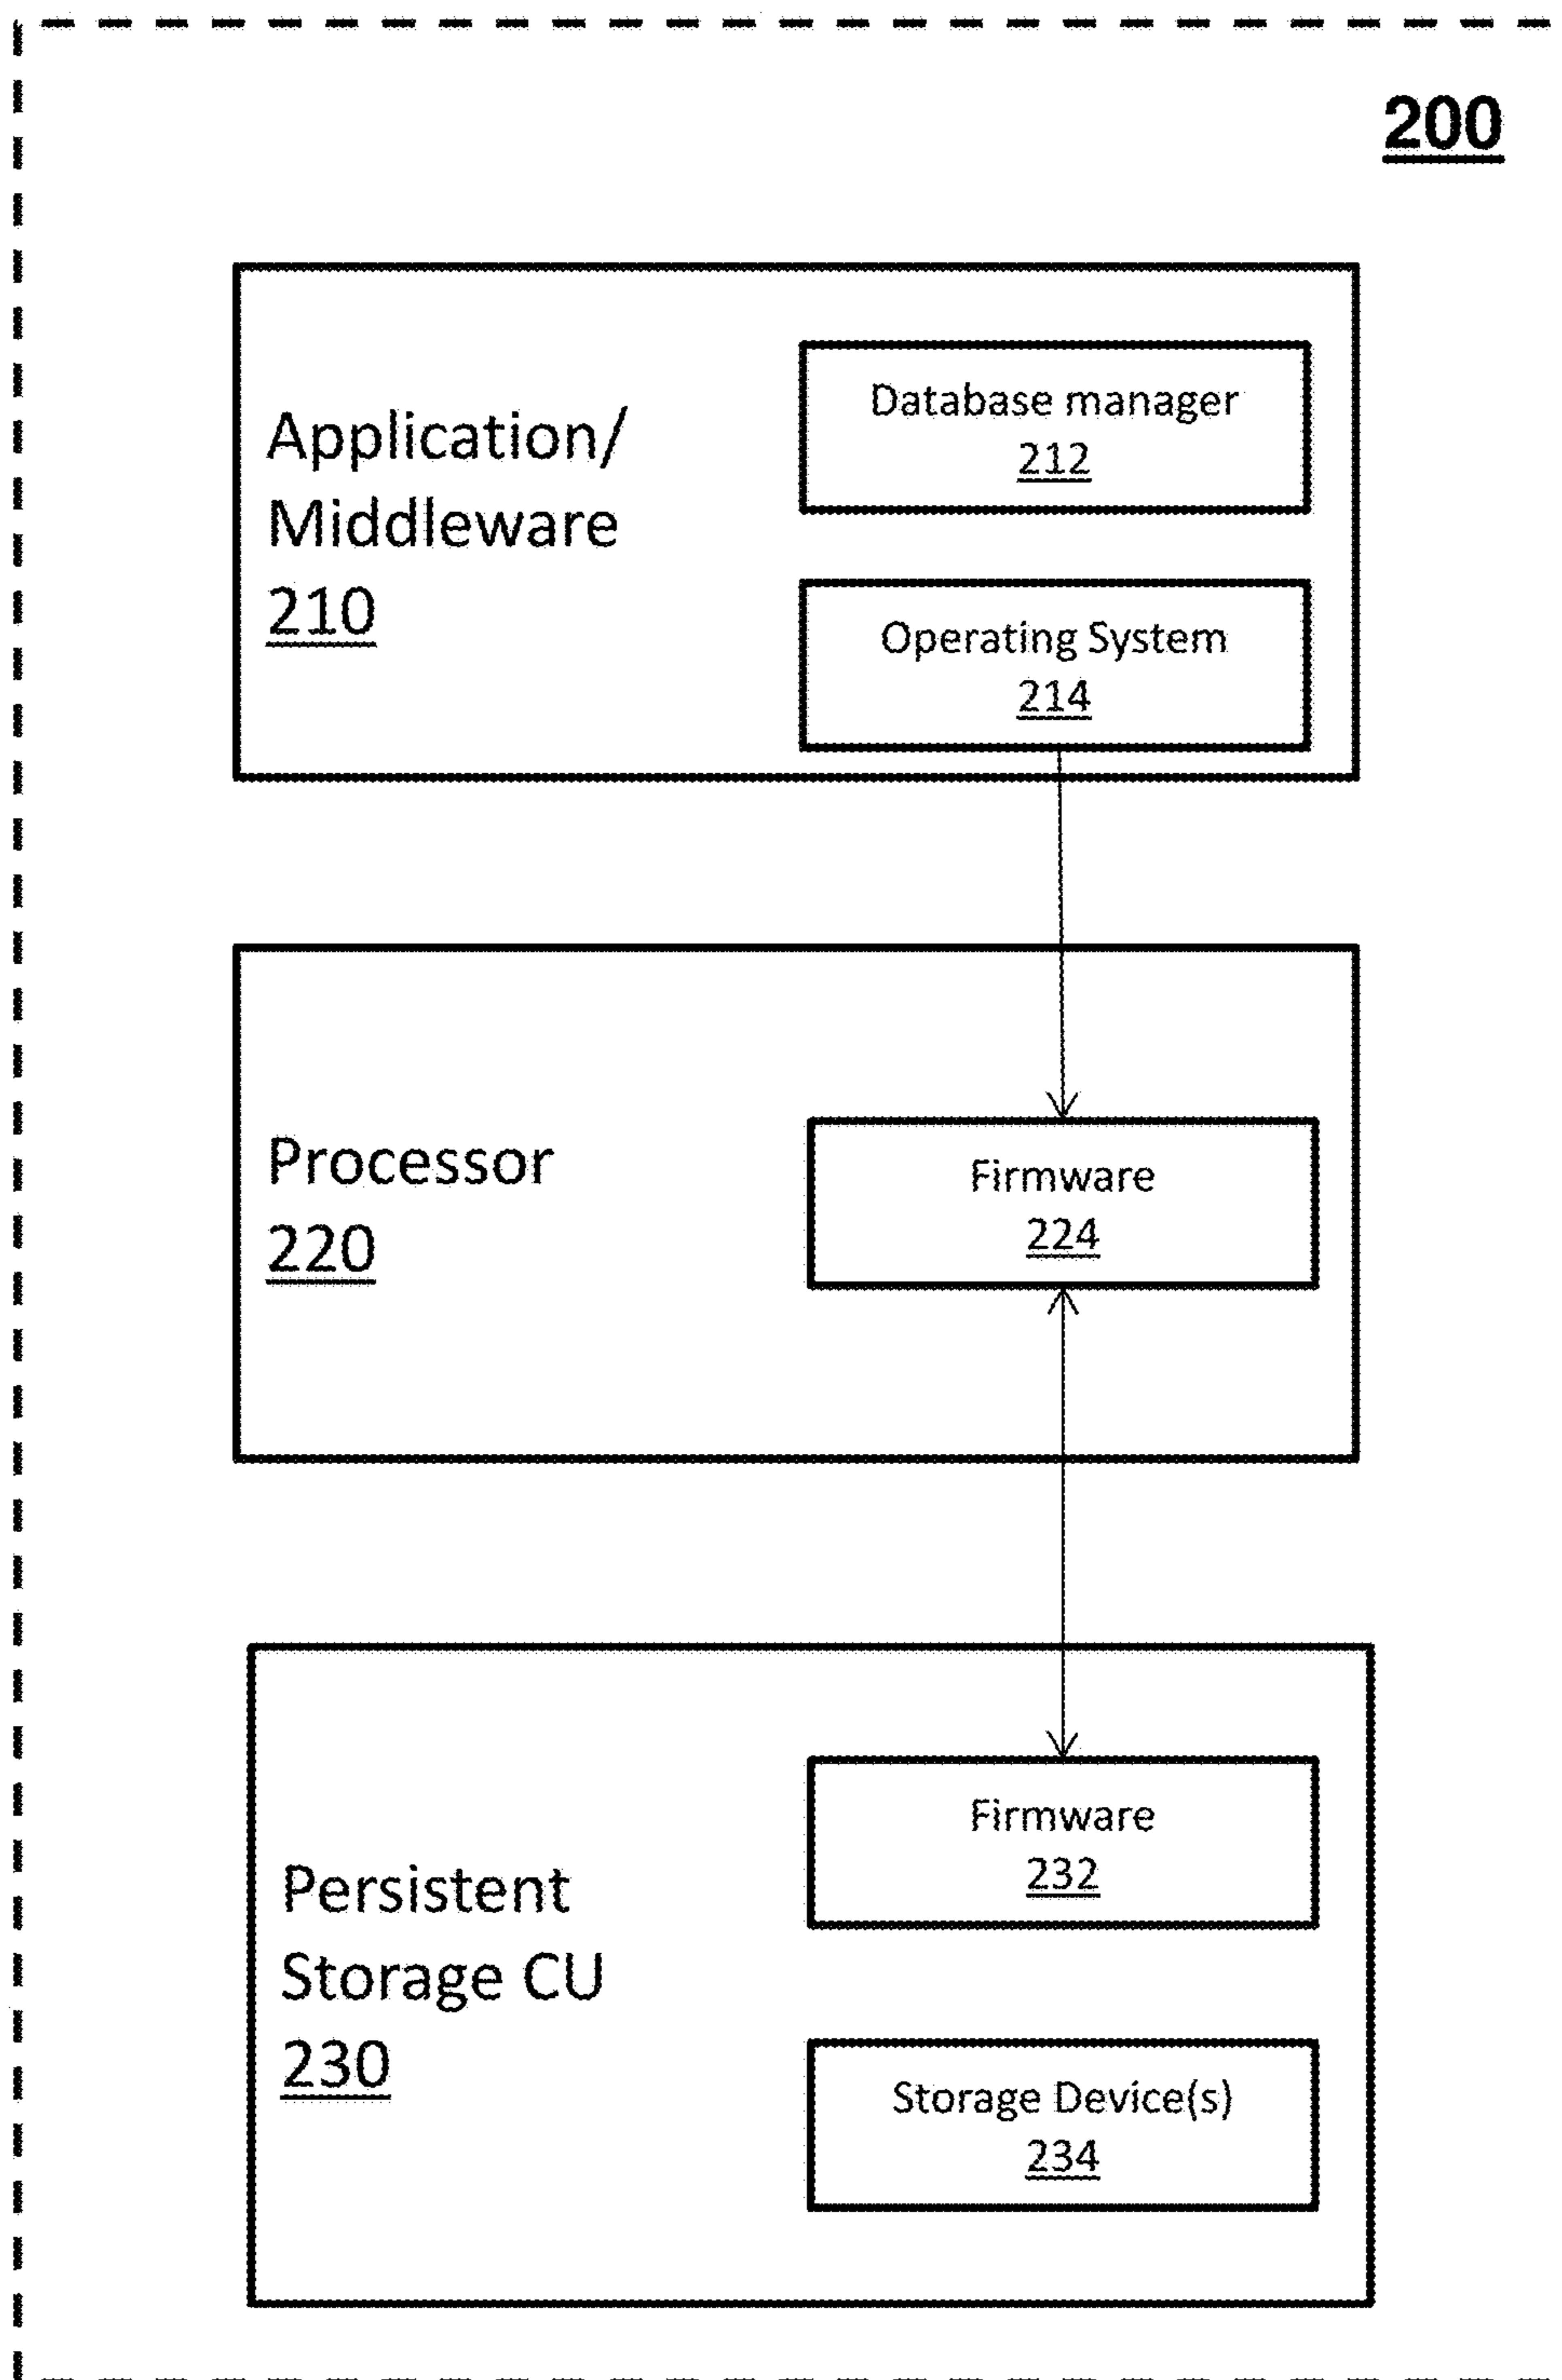 200
Application/
Middleware
210
Database manager
212
Operating System
214
Processor
220
Firmware
224
Persistent
Storage CU
230
Firmware
232
Storage Device(s)
234